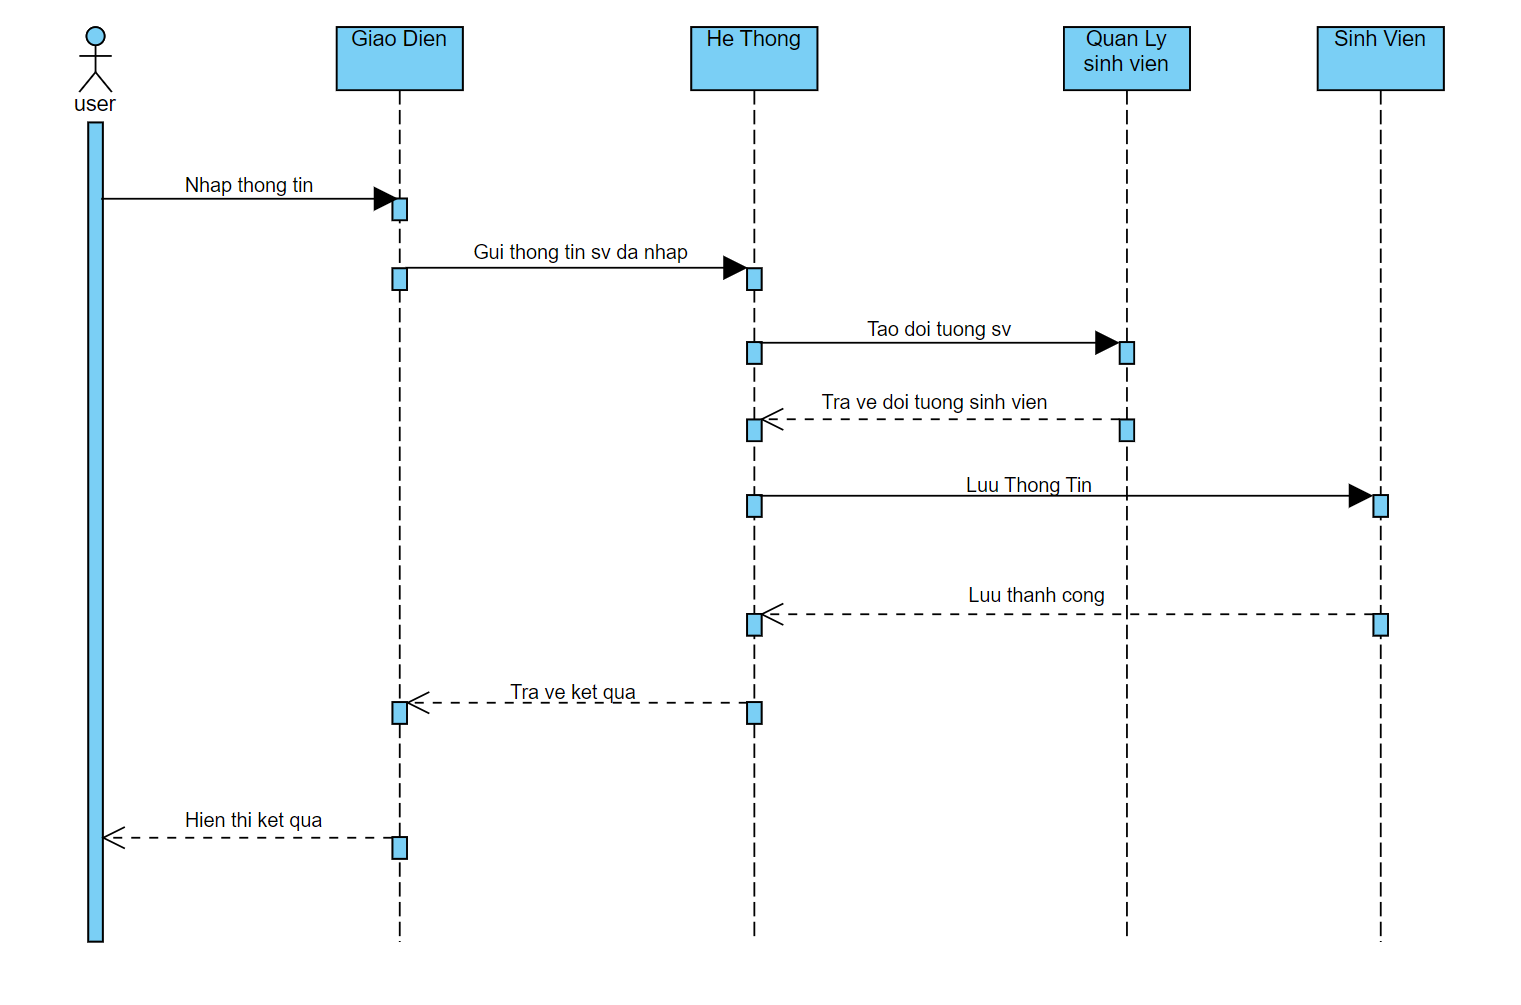 user
Giao Dien
He Thong
Quan Ly
sinh vien
Sinh Vien
Nhap thong tin
Gui thong tin sv da nhap
Tao doi tuong sv
Tra ve doi tuong sinh vien
Luu Thong Tin
Luu thanh cong
Tra ve ket qua
Hien thi ket qua